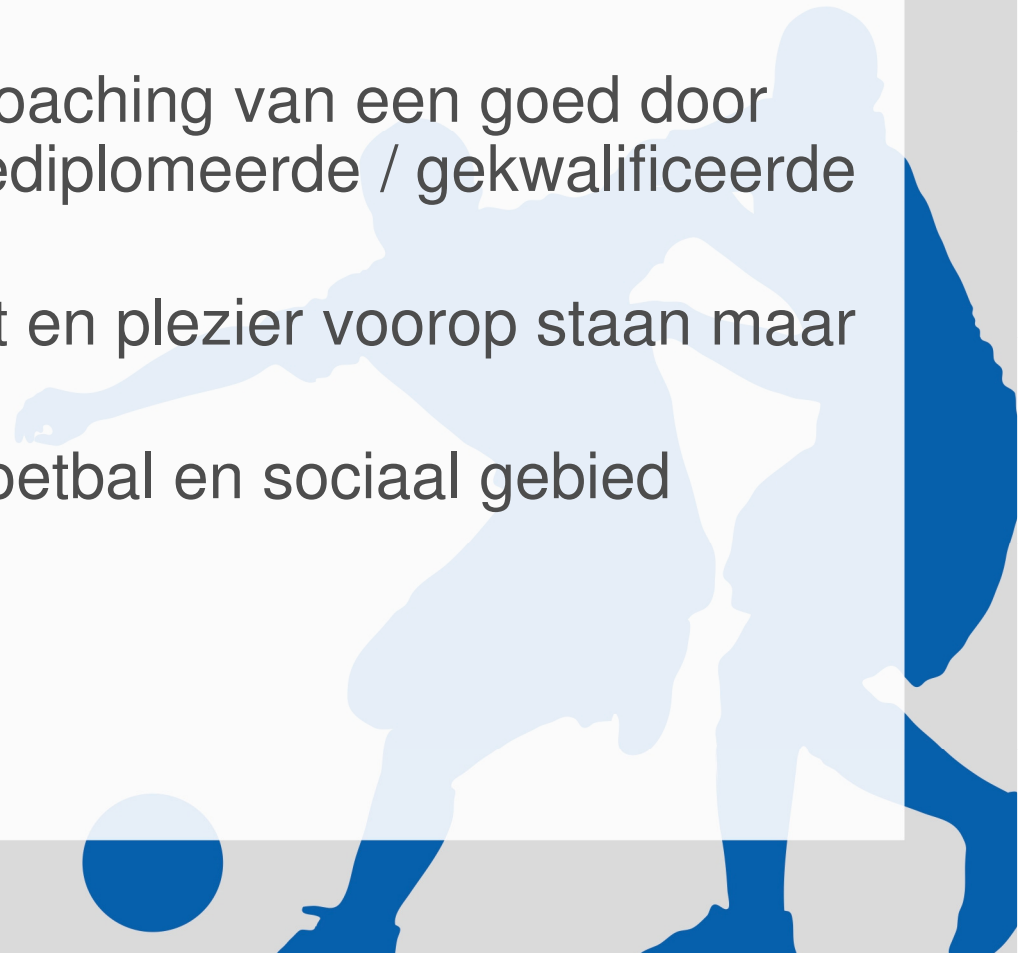 oaching van een goed door
ediplomeerde / gekwalificeerde
t en plezier voorop staan maar
oetbal en sociaal gebied